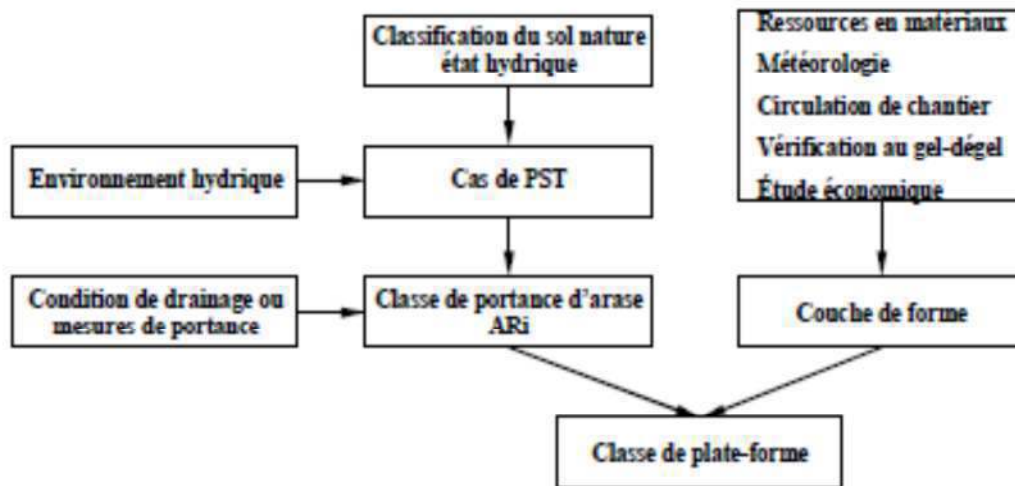 Classification du sol nature
état hydrique
Ressources en matériaux
Météorologie
Circulation de chantier
Vérification au gel-dégel
Étude économique
Environnement hydrique
Cas de PST
Condition de drainage ou
mesures de portance
Classe de portance d'arase
ARi
Couche de forme
Classe de plate-forme